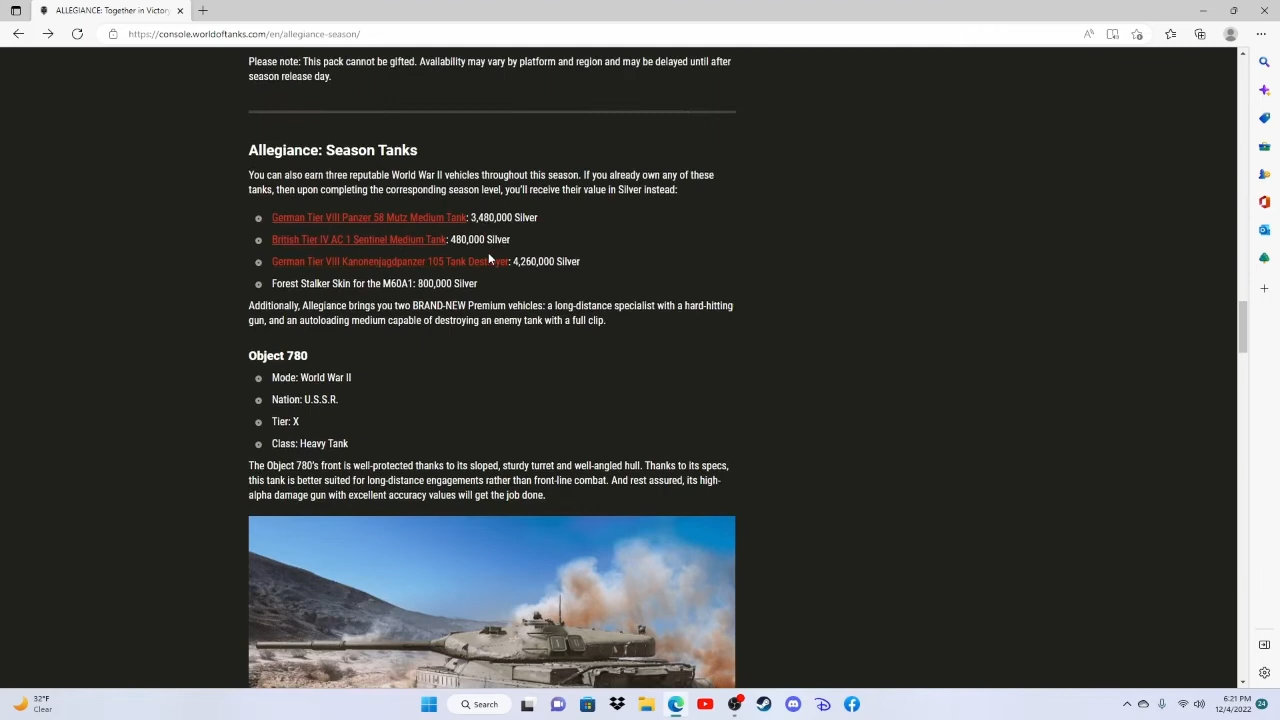 ALLEGIANCE: Together in Victory
https://console.worldoftanks.com/en/allegiance-season/
Please note: This pack cannot be gifted. Availability may vary by platform and region and may be delayed until after
season release day.
Allegiance: Season Tanks
You can also earn three reputable World War II vehicles throughout this season. If you already own any of these
tanks, then upon completing the corresponding season level, you'll receive their value in Silver instead:
German Tier VIII Panzer 58 Mutz Medium Tank: 3,480,000 Silver
British Tier IV AC 1 Sentinel Medium Tank: 480,000 Silver
German Tier VIII Kanonenjagdpanzer 105 Tank Destroyer: 4,260,000 Silver
Forest Stalker Skin for the M60A1: 800,000 Silver
Additionally, Allegiance brings you two BRAND-NEW Premium vehicles: a long-distance specialist with a hard-hitting
gun, and an autoloading medium capable of destroying an enemy tank with a full clip.
Object 780
Mode: World War II
Nation: U.S.S.R.
Tier: X
Class: Heavy Tank
The Object 780's front is well-protected thanks to its sloped, sturdy turret and well-angled hull. Thanks to its specs,
this tank is better suited for long-distance engagements rather than front-line combat. And rest assured, its high-
alpha damage gun with excellent accuracy values will get the job done.
32°F
Clear
Search
6:21 PM
12/4/2022
24